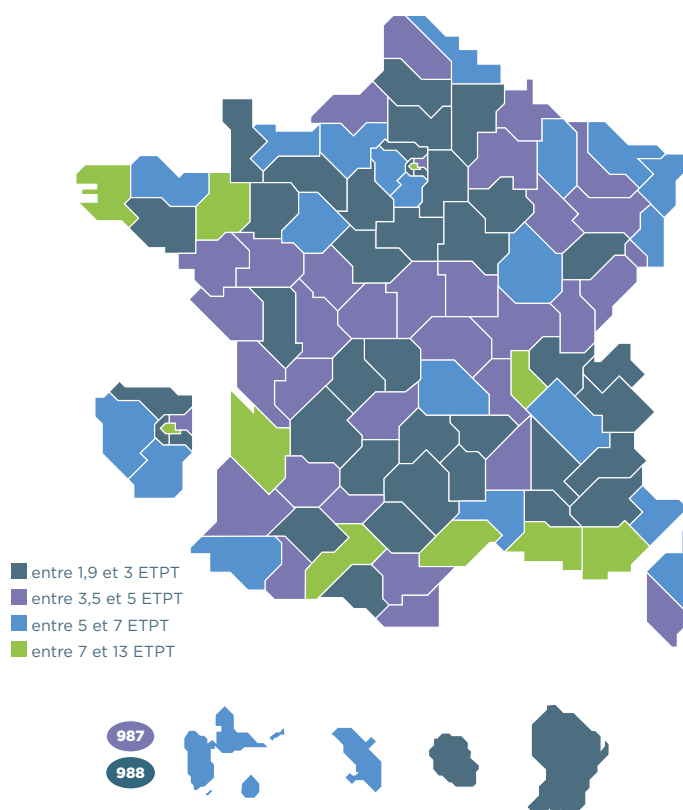 entre 1,9 et 3 ETPT
entre 3,5 et 5 ETPT
entre 5 et 7 ETPT
entre 7 et 13 ETPT
987
988